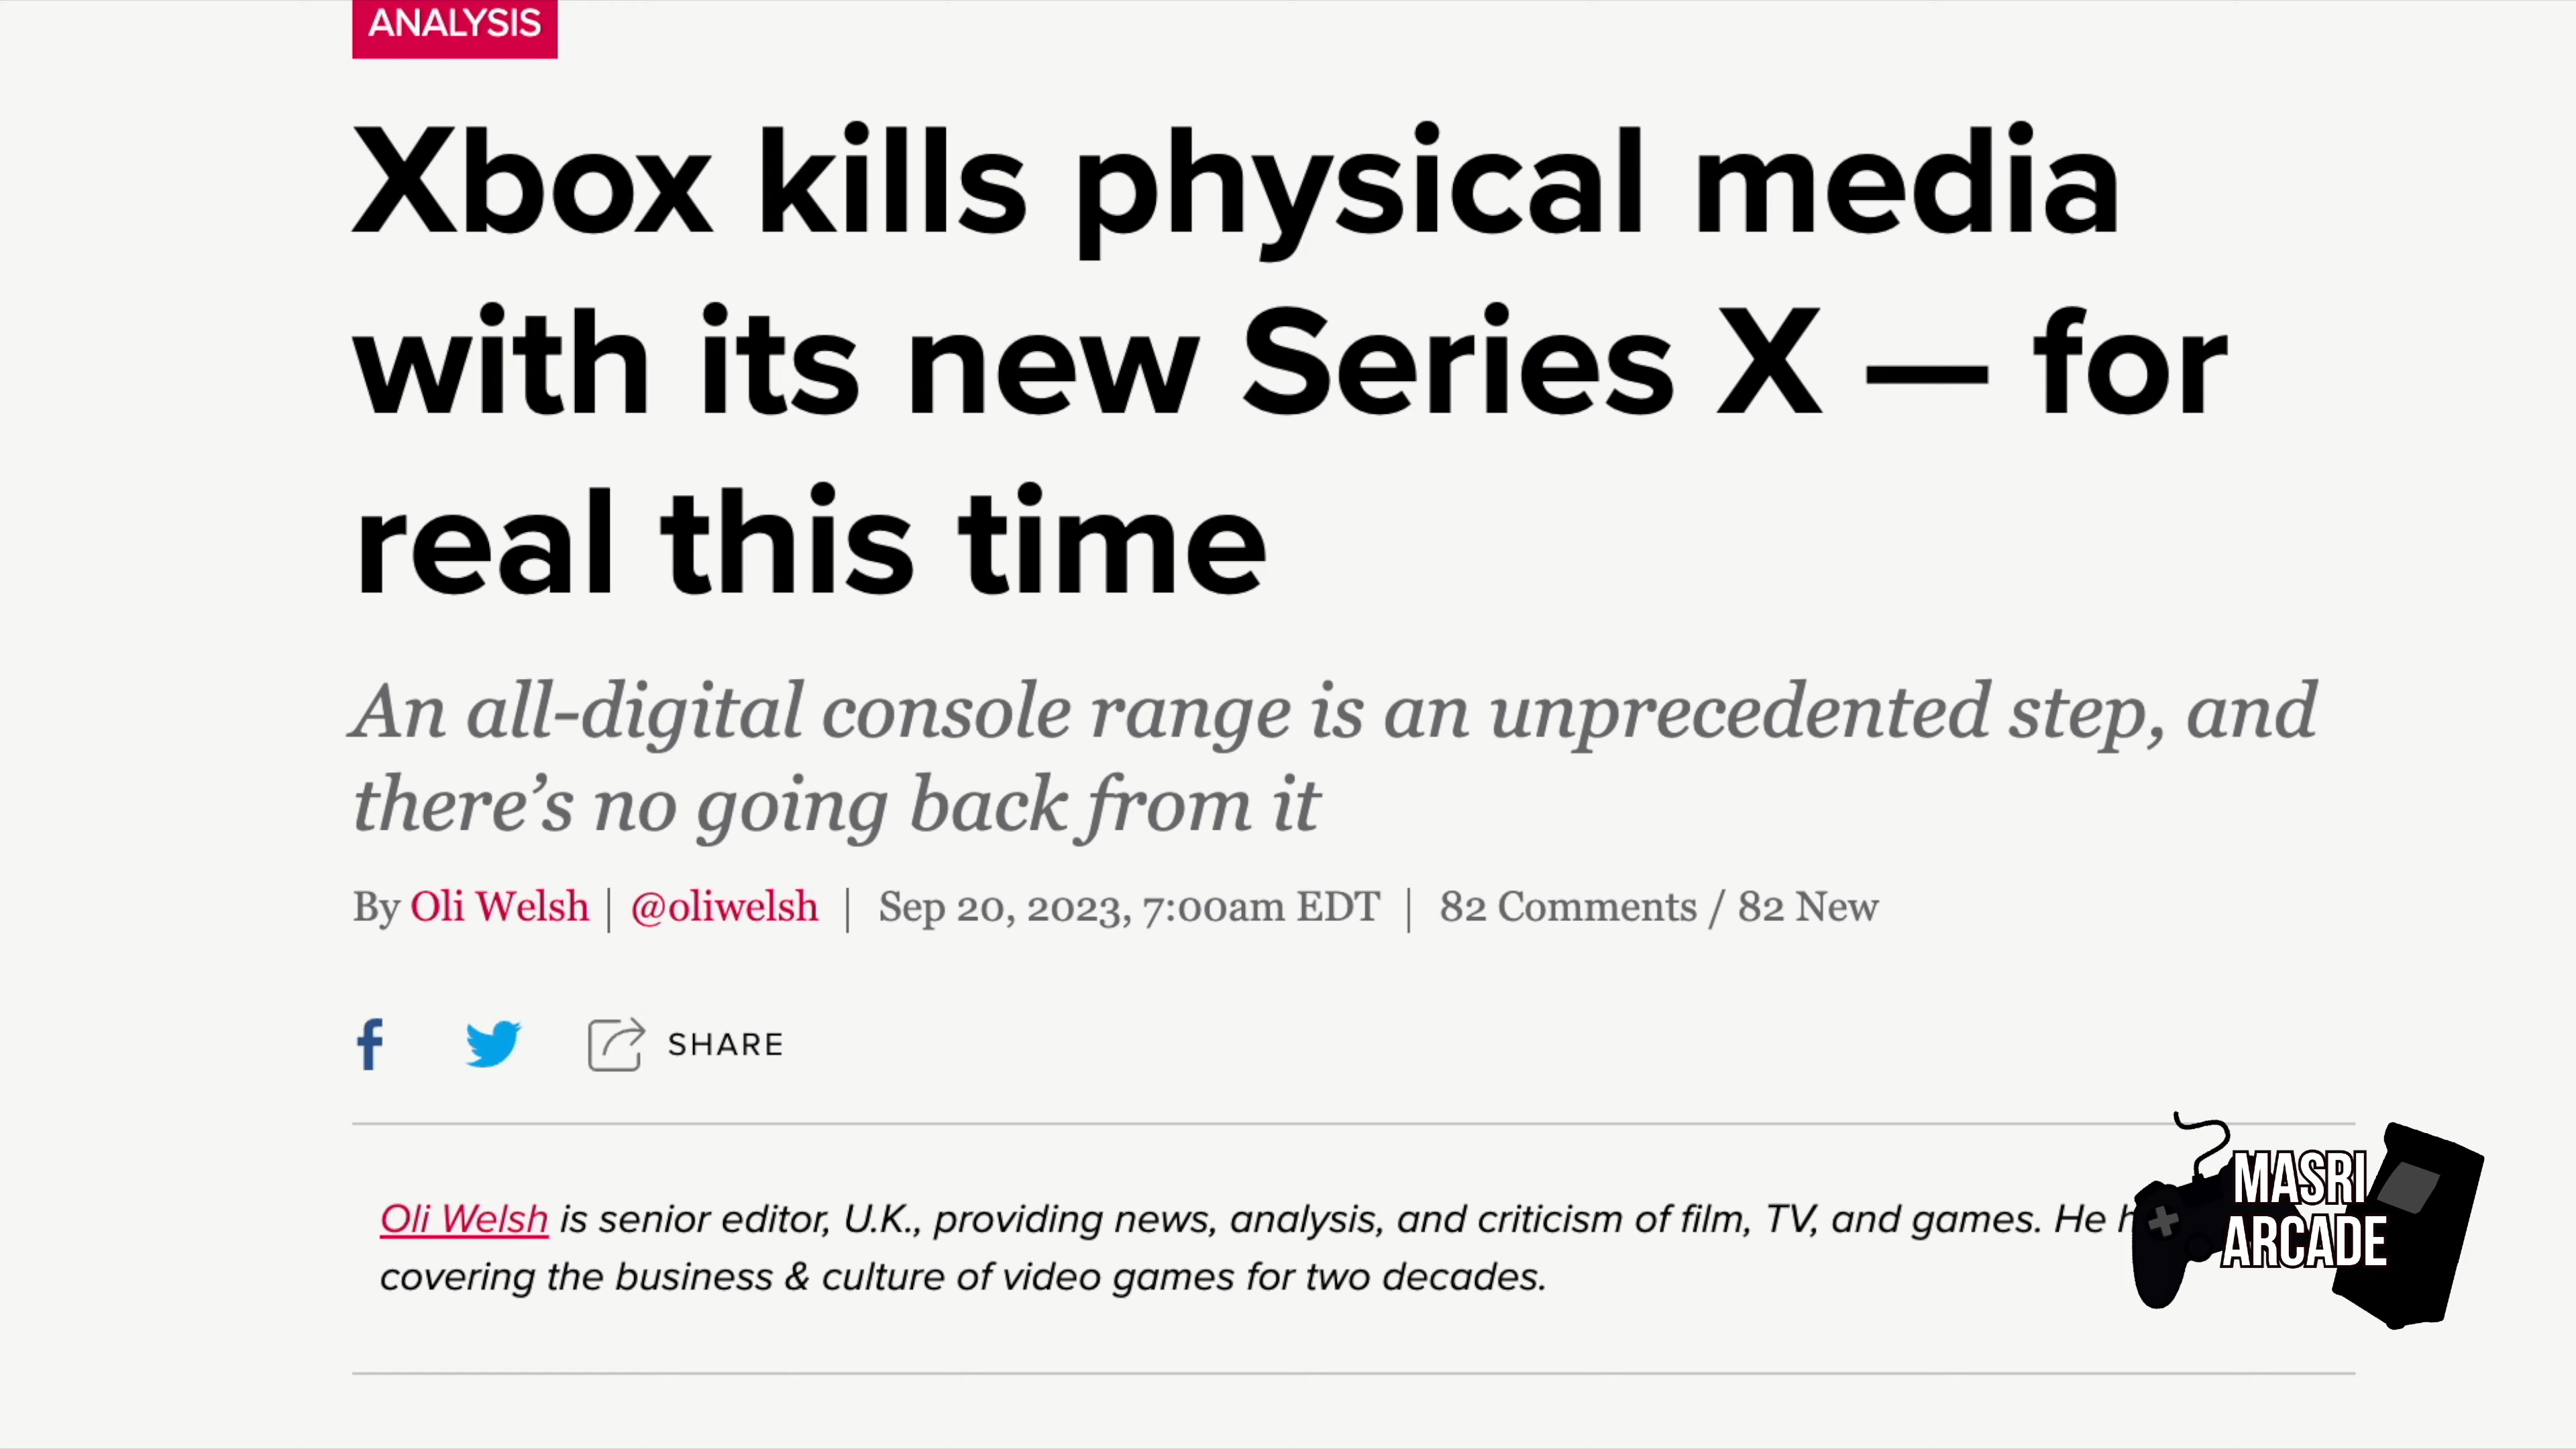 ANALYSIS
Xbox kills physical media
with its new Series X — for
real this time
An all-digital console range is an unprecedented step, and
there’s no going back from it
By Oli Welsh | @oliwelsh | Sep 20, 2023, 7:00am EDT | 82 Comments / 82 New
SHARE
Oli Welsh is senior editor, U.K., providing news, analysis, and criticism of film, TV, and games. He
covering the business & culture of video games for two decades.
MASRI
ARCADE